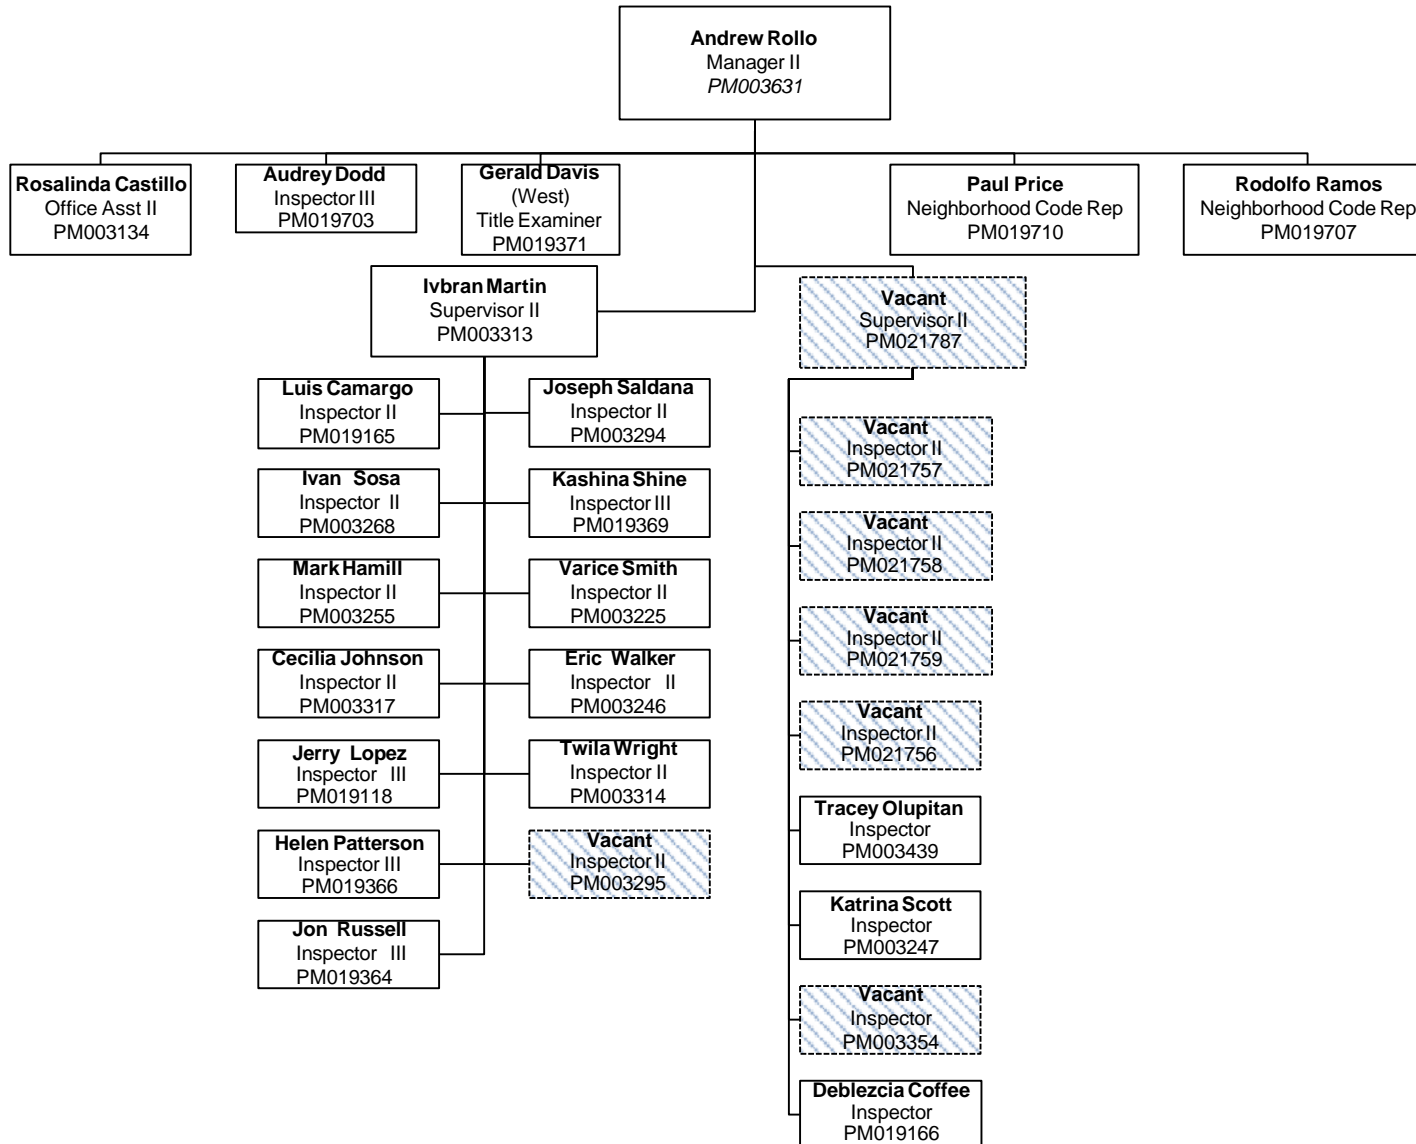 Andrew Rollo
Manager II
PM003631
Rosalinda Castillo
Office Asst II
PM003134
Audrey Dodd
Inspector III
PM019703
Gerald Davis
(West)
Title Examiner
PM019371
Paul Price
Neighborhood Code Rep
PM019710
Rodolfo Ramos
Neighborhood Code Rep
PM019707
Ivbran Martin
Supervisor II
PM003313
Vacant
Supervisor II
PM021787
Luis Camargo
Inspector II
PM019165
Joseph Saldana
Inspector II
PM003294
Ivan Sosa
Inspector II
PM003268
Kashina Shine
Inspector III
PM019369
Mark Hamill
Inspector II
PM003255
Varice Smith
Inspector II
PM003225
Cecilia Johnson
Inspector II
PM003317
Eric Walker
Inspector II
PM003246
Jerry Lopez
Inspector III
PM019118
Twila Wright
Inspector II
PM003314
Helen Patterson
Inspector III
PM019366
Vacant
Inspector II
PM003295
Jon Russell
Inspector III
PM019364
Vacant
Inspector II
PM021757
Vacant
Inspector II
PM021758
Vacant
Inspector II
PM021759
Vacant
Inspector II
PM021756
Tracey Olupitan
Inspector
PM003439
Katrina Scott
Inspector
PM003247
Vacant
Inspector
PM003354
Deblezcia Coffee
Inspector
PM019166